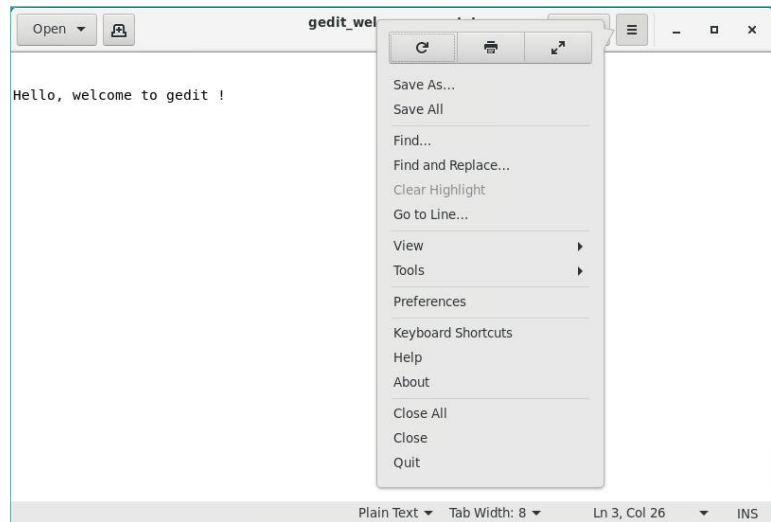 Open
Save As...
Save All
Hello, welcome to gedit !
Find...
Find and Replace...
Clear Highlight
Go to Line...
View
Tools
Preferences
Keyboard Shortcuts
Help
About
Close All
Close
Quit
Plain Text Tab Width: 8 Ln 3, Col 26 INS